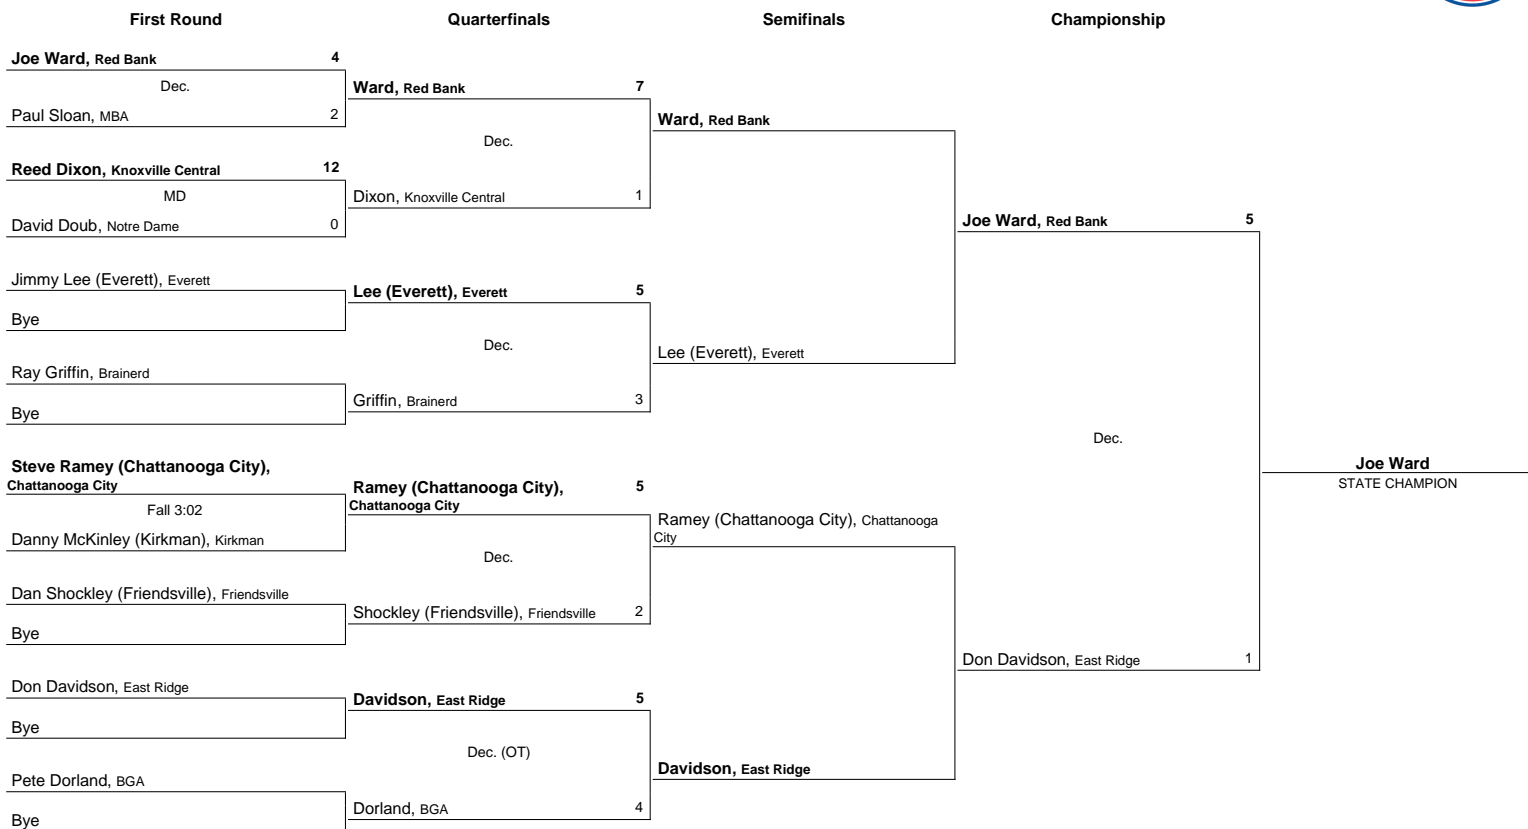 First Round Quarterfinals Semifinals Championship
Joe Ward, Red Bank 4
Dec.
Paul Sloan, MBA 2
Reed Dixon, Knoxville Central 12
MD
David Doub, Notre Dame 0
Jimmy Lee (Everett), Everett
Bye
Ray Griffin, Brainerd
Bye
Steve Ramey (Chattanooga City),
Chattanooga City
Fall 3:02
Danny McKinley (Kirkman), Kirkman
Dan Shockley (Friendsville), Friendsville
Bye
Don Davidson, East Ridge
Bye
Pete Dorland, BGA
Bye
Ward, Red Bank 7
Dec.
Dixon, Knoxville Central 1
Lee (Everett), Everett 5
Dec.
Griffin, Brainerd 3
Ramey (Chattanooga City), 5
Chattanooga City
Dec.
Shockley (Friendsville), Friendsville 2
Davidson, East Ridge 5
Dec. (OT)
Dorland, BGA 4
Ward, Red Bank
Lee (Everett), Everett
Ramey (Chattanooga City), Chattanooga
City
Davidson, East Ridge
Joe Ward, Red Bank 5
Dec.
Don Davidson, East Ridge 1
Joe Ward
STATE CHAMPION